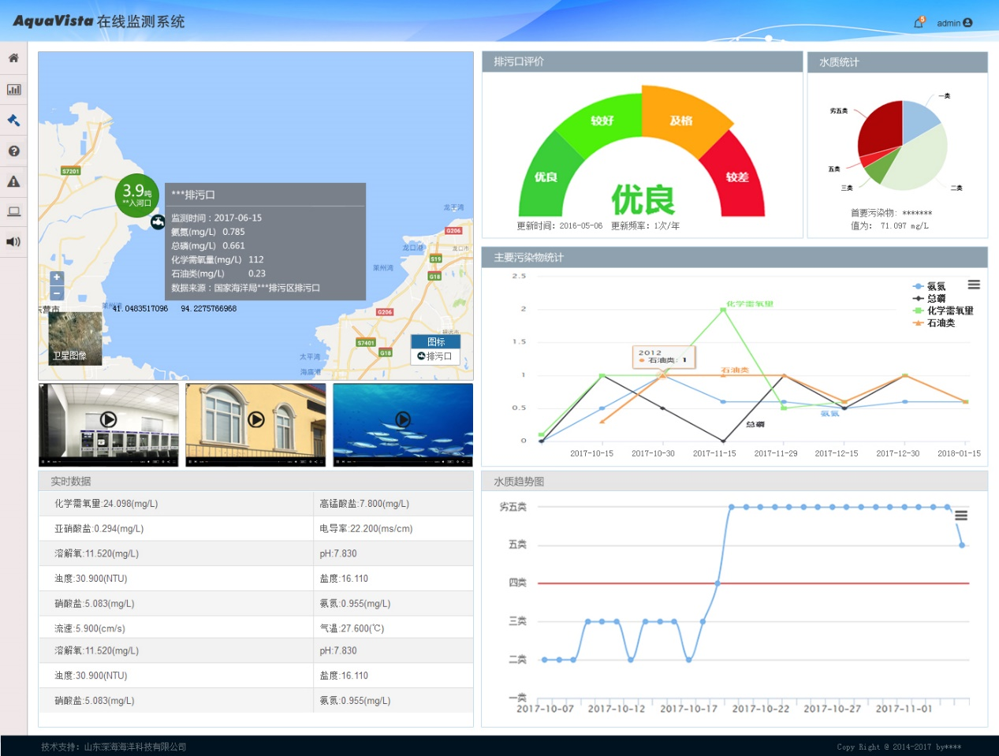 AquaVista 在线监测系统
5
admin
S7201
3.9吨
**入河口
***排污口
监测时间：2017-06-15
氨氮(mg/L) 0.785
总磷(mg/L) 0.661
化学需氧量(mg/L) 112
石油类(mg/L) 0.23
数据来源：国家海洋局***排污区排污口
龙王湾
G206
龙口港
龙口市
S19
莱州湾
G18
+
−
东营市
莱州湾
41.0483517096 94.2275766968
G206
卫星图像
S7401
G18
太平湾
海庙港
图标
排污口
排污口评价
优良
较好
及格
较差
优良
更新时间：2016-05-06 更新频率：1次/年
水质统计
一类
劣五类
五类
三类
二类
首要污染物：*******
值为： 71.097 mg/L
主要污染物统计
2.5
2
1.5
1
0.5
0
氨氮
总磷
化学需氧量
石油类
化学需氧量
2012
石油类: 1
石油类
氨氮
总磷
2017-10-15 2017-10-30 2017-11-15 2017-11-29 2017-12-15 2017-12-30 2018-01-15
实时数据
化学需氧量:24.098(mg/L) 高锰酸盐:7.800(mg/L)
亚硝酸盐:0.294(mg/L) 电导率:22.200(ms/cm)
溶解氧:11.520(mg/L) pH:7.830
浊度:30.900(NTU) 盐度:16.110
硝酸盐:5.083(mg/L) 氨氮:0.955(mg/L)
流速:5.900(cm/s) 气温:27.600(℃)
溶解氧:11.520(mg/L) pH:7.830
浊度:30.900(NTU) 盐度:16.110
硝酸盐:5.083(mg/L) 氨氮:0.955(mg/L)
水质趋势图
劣五类
五类
四类
三类
二类
一类
2017-10-07 2017-10-12 2017-10-17 2017-10-22 2017-10-27 2017-11-01
技术支持：山东深海海洋科技有限公司
Copy Right @ 2014-2017 by****